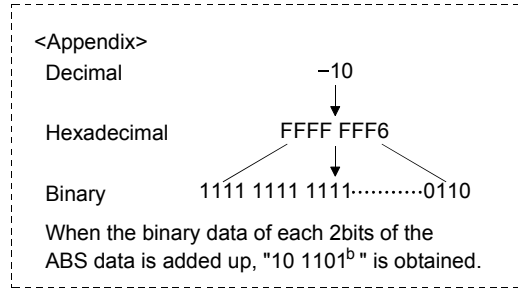 <Appendix>
Decimal −10
Hexadecimal FFFF FFF6
Binary 1111 1111 1111···········0110
When the binary data of each 2bits of the
ABS data is added up, "10 1101ᵇ " is obtained.